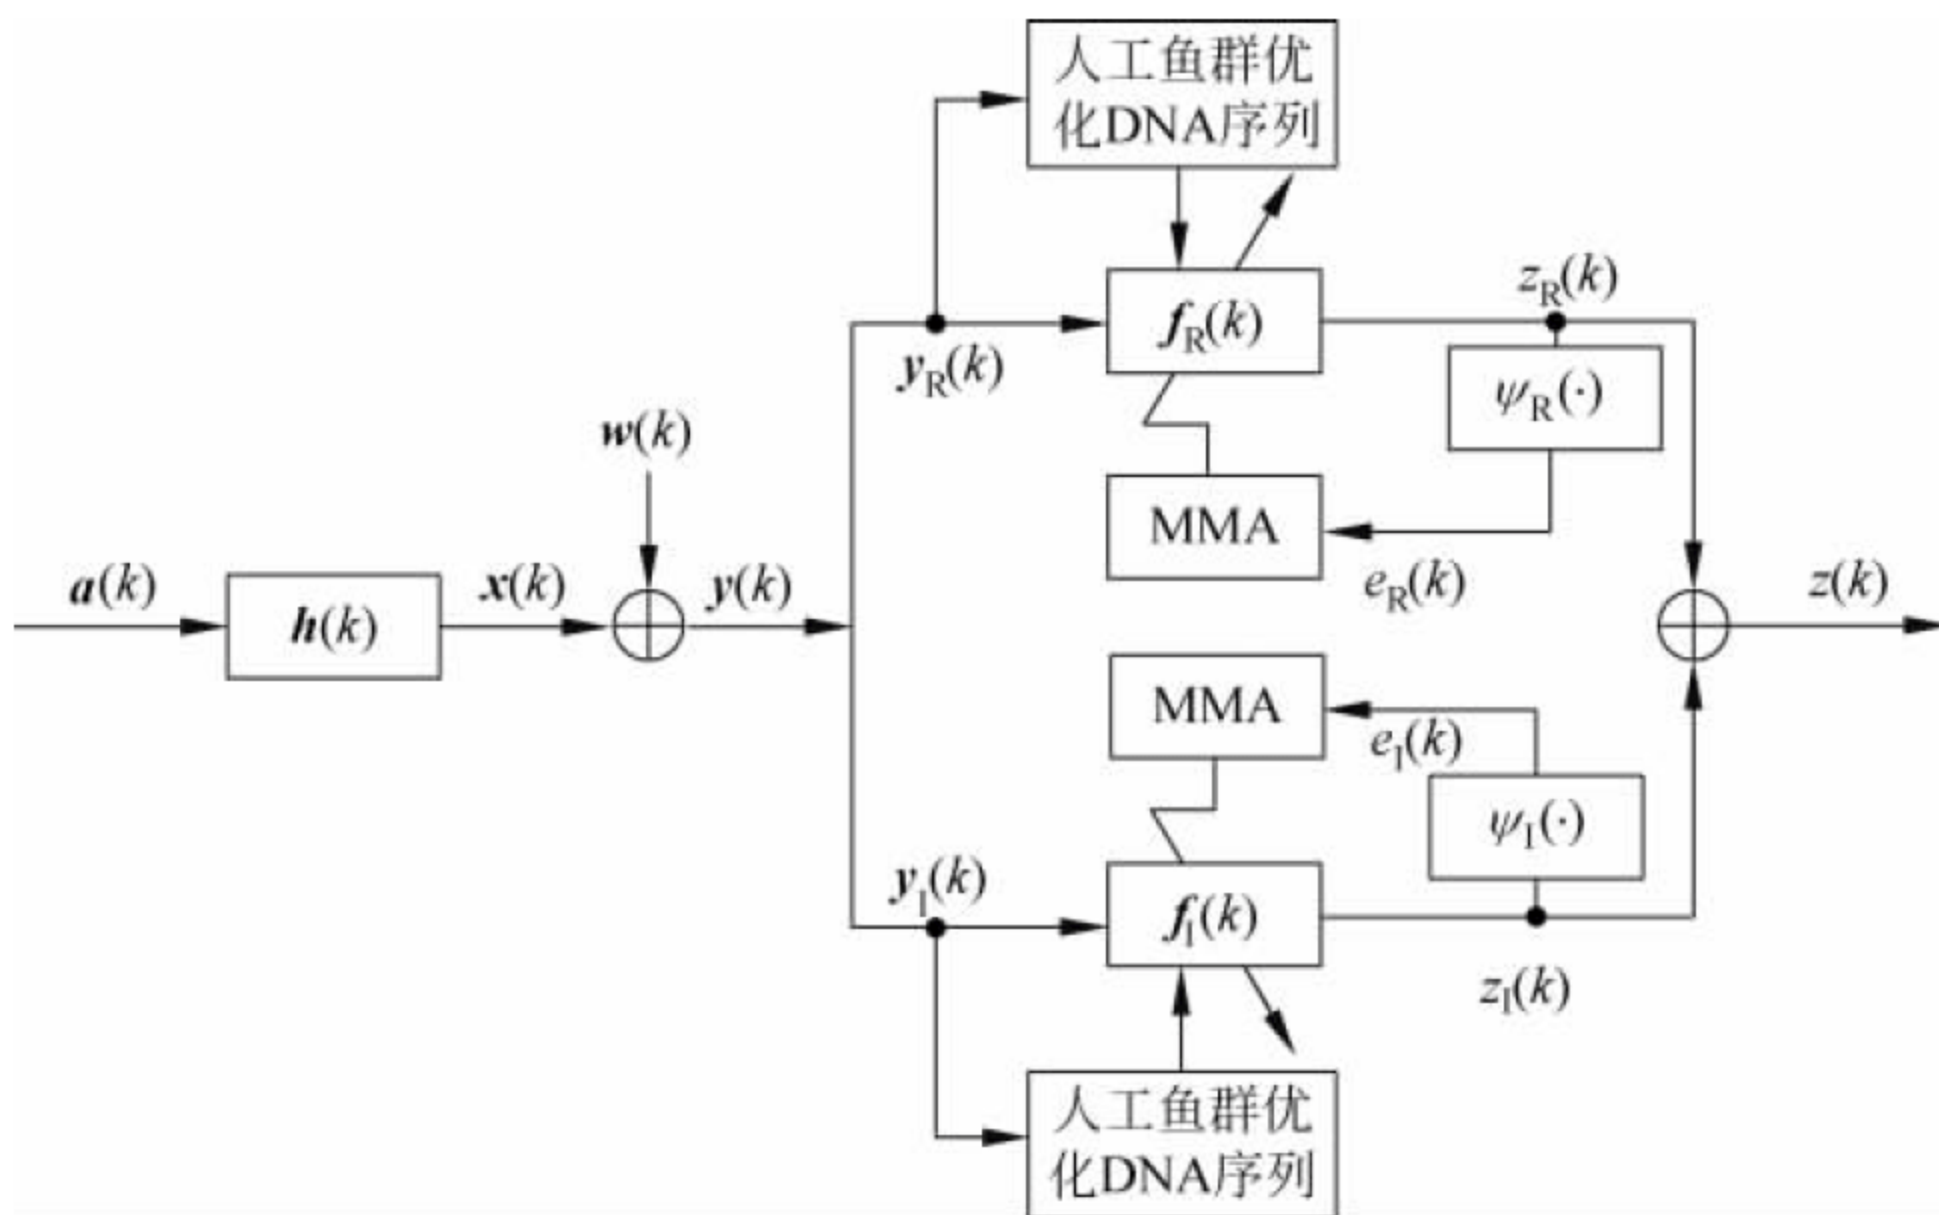 人工鱼群优
化DNA序列
z_R(k)
f_R(k)
y_R(k)
ψ_R(·)
w(k)
MMA
e_R(k)
a(k)
h(k)
x(k)
y(k)
z(k)
MMA
e_I(k)
ψ_I(·)
y_I(k)
f_I(k)
z_I(k)
人工鱼群优
化DNA序列